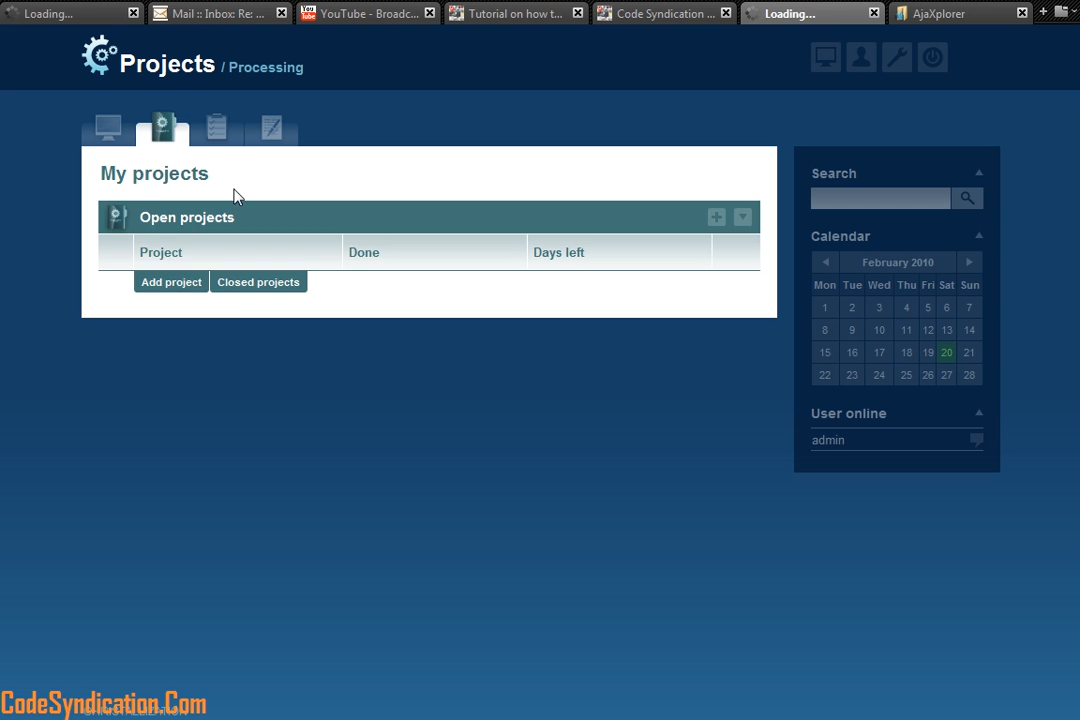 Loading...
Mail :: Inbox: Re: ...
YouTube - Broadc...
Tutorial on how t...
Code Syndication ...
Loading...
AjaXplorer
Projects / Processing
My projects
Open projects
Project Done Days left
Add project Closed projects
Search
Calendar
February 2010
Mon Tue Wed Thu Fri Sat Sun
1 2 3 4 5 6 7
8 9 10 11 12 13 14
15 16 17 18 19 20 21
22 23 24 25 26 27 28
User online
admin
CodeSyndication.Com